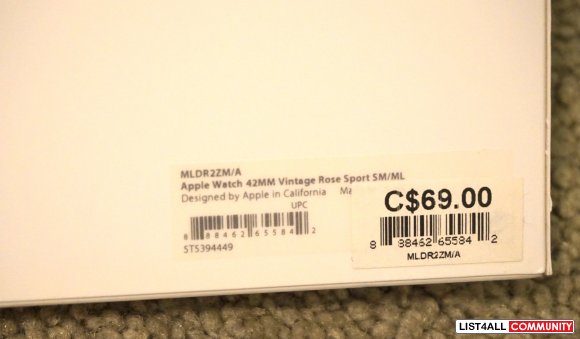 MLDR2ZM/A
Apple Watch 42MM Vintage Rose Sport SM/ML
Designed by Apple in California
UPC
8 88462 65584 2
STS394449
C$69.00
8 88462 65584 2
MLDR2ZM/A
LIST4ALL COMMUNITY